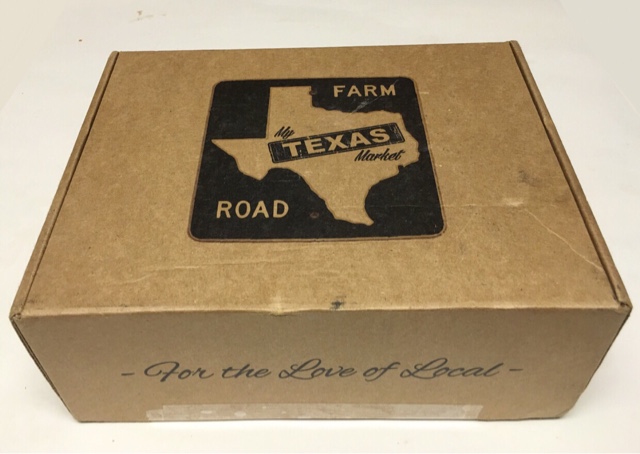 FARM
My
TEXAS
Market
ROAD
- For the Love of Local -